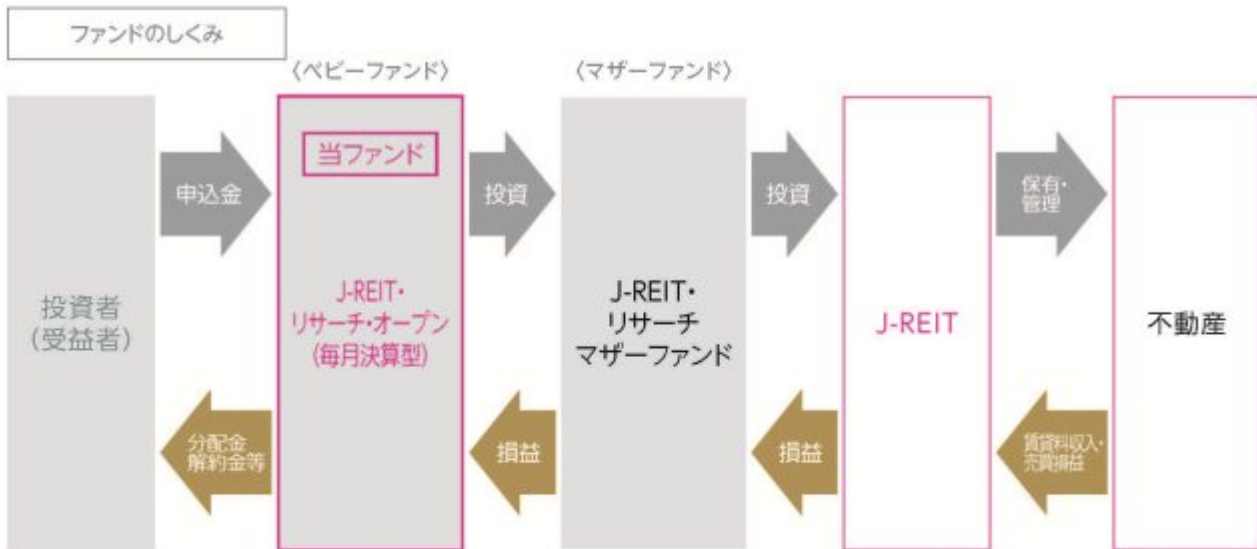 ファンドのしくみ
〈ベビーファンド〉
〈マザーファンド〉
投資者
(受益者)
申込金
分配金
解約金等
当ファンド
J-REIT・
リサーチ・オープン
(毎月決算型)
投資
損益
J-REIT・
リサーチ
マザーファンド
投資
損益
J-REIT
保有・
管理
賃貸料収入・
売買損益
不動産